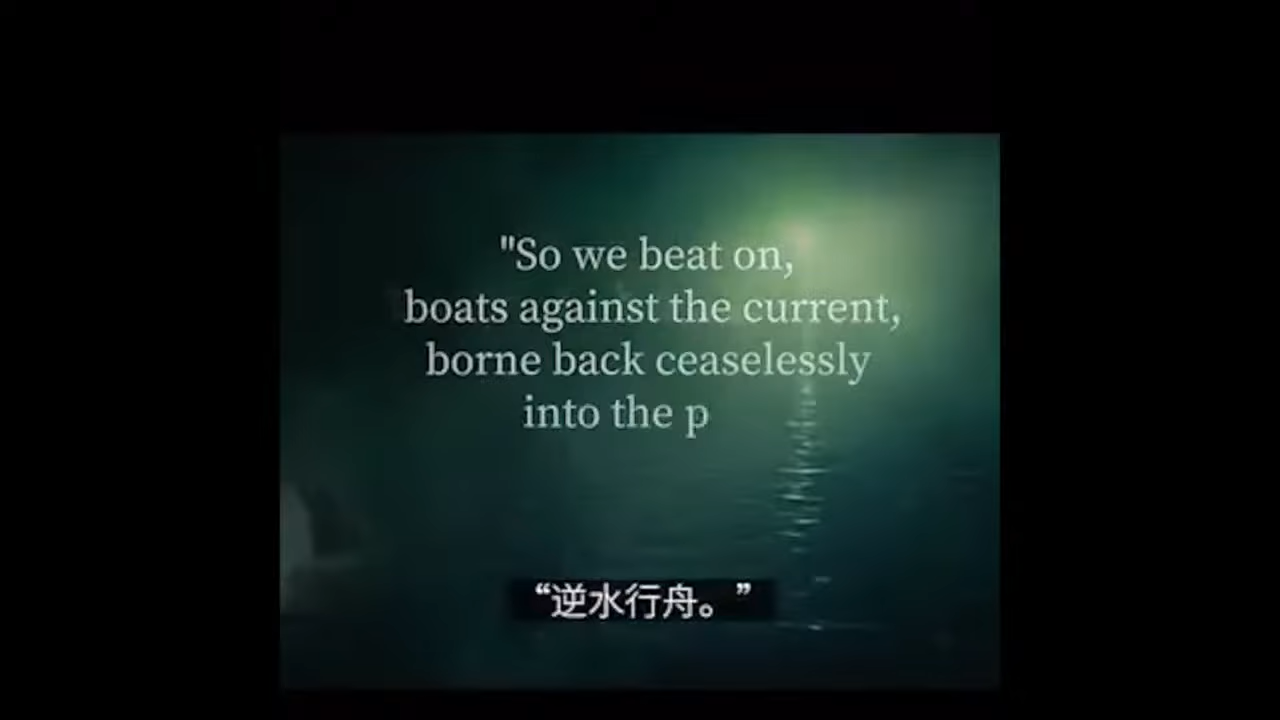 "So we beat on,
boats against the current,
borne back ceaselessly
into the p
“逆水行舟。”